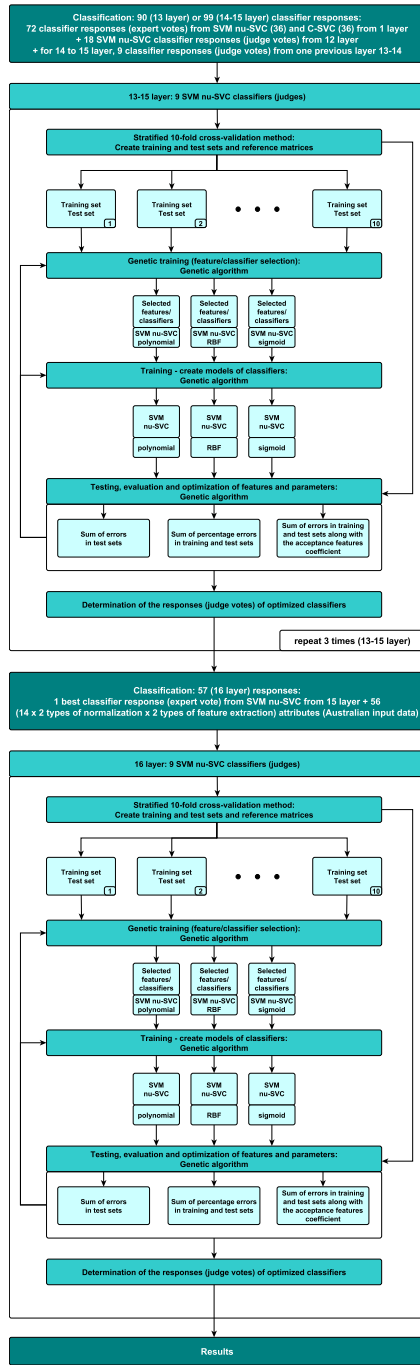 Classification: 90 (13 layer) or 99 (14-15 layer) classifier responses:
72 classifier responses (expert votes) from SVM nu-SVC (36) and C-SVC (36) from 1 layer
+ 18 SVM nu-SVC classifier responses (judge votes) from 12 layer
+ for 14 to 15 layer, 9 classifier responses (judge votes) from one previous layer 13-14
13-15 layer: 9 SVM nu-SVC classifiers (judges)
Stratified 10-fold cross-validation method:
Create training and test sets and reference matrices
Training set
Test set
1
Training set
Test set
2
• • •
Training set
Test set
10
Genetic training (feature/classifier selection):
Genetic algorithm
Selected
features/
classifiers
SVM nu-SVC
polynomial
Selected
features/
classifiers
SVM nu-SVC
RBF
Selected
features/
classifiers
SVM nu-SVC
sigmoid
Training - create models of classifiers:
Genetic algorithm
SVM
nu-SVC
polynomial
SVM
nu-SVC
RBF
SVM
nu-SVC
sigmoid
Testing, evaluation and optimization of features and parameters:
Genetic algorithm
Sum of errors
in test sets
Sum of percentage errors
in training and test sets
Sum of errors in training
and test sets along with
the acceptance features
coefficient
Determination of the responses (judge votes) of optimized classifiers
repeat 3 times (13-15 layer)
Classification: 57 (16 layer) responses:
1 best classifier response (expert vote) from SVM nu-SVC from 15 layer + 56
(14 x 2 types of normalization x 2 types of feature extraction) attributes (Australian input data)
16 layer: 9 SVM nu-SVC classifiers (judges)
Stratified 10-fold cross-validation method:
Create training and test sets and reference matrices
Training set
Test set
1
Training set
Test set
2
• • •
Training set
Test set
10
Genetic training (feature/classifier selection):
Genetic algorithm
Selected
features/
classifiers
SVM nu-SVC
polynomial
Selected
features/
classifiers
SVM nu-SVC
RBF
Selected
features/
classifiers
SVM nu-SVC
sigmoid
Training - create models of classifiers:
Genetic algorithm
SVM
nu-SVC
polynomial
SVM
nu-SVC
RBF
SVM
nu-SVC
sigmoid
Testing, evaluation and optimization of features and parameters:
Genetic algorithm
Sum of errors
in test sets
Sum of percentage errors
in training and test sets
Sum of errors in training
and test sets along with
the acceptance features
coefficient
Determination of the responses (judge votes) of optimized classifiers
Results